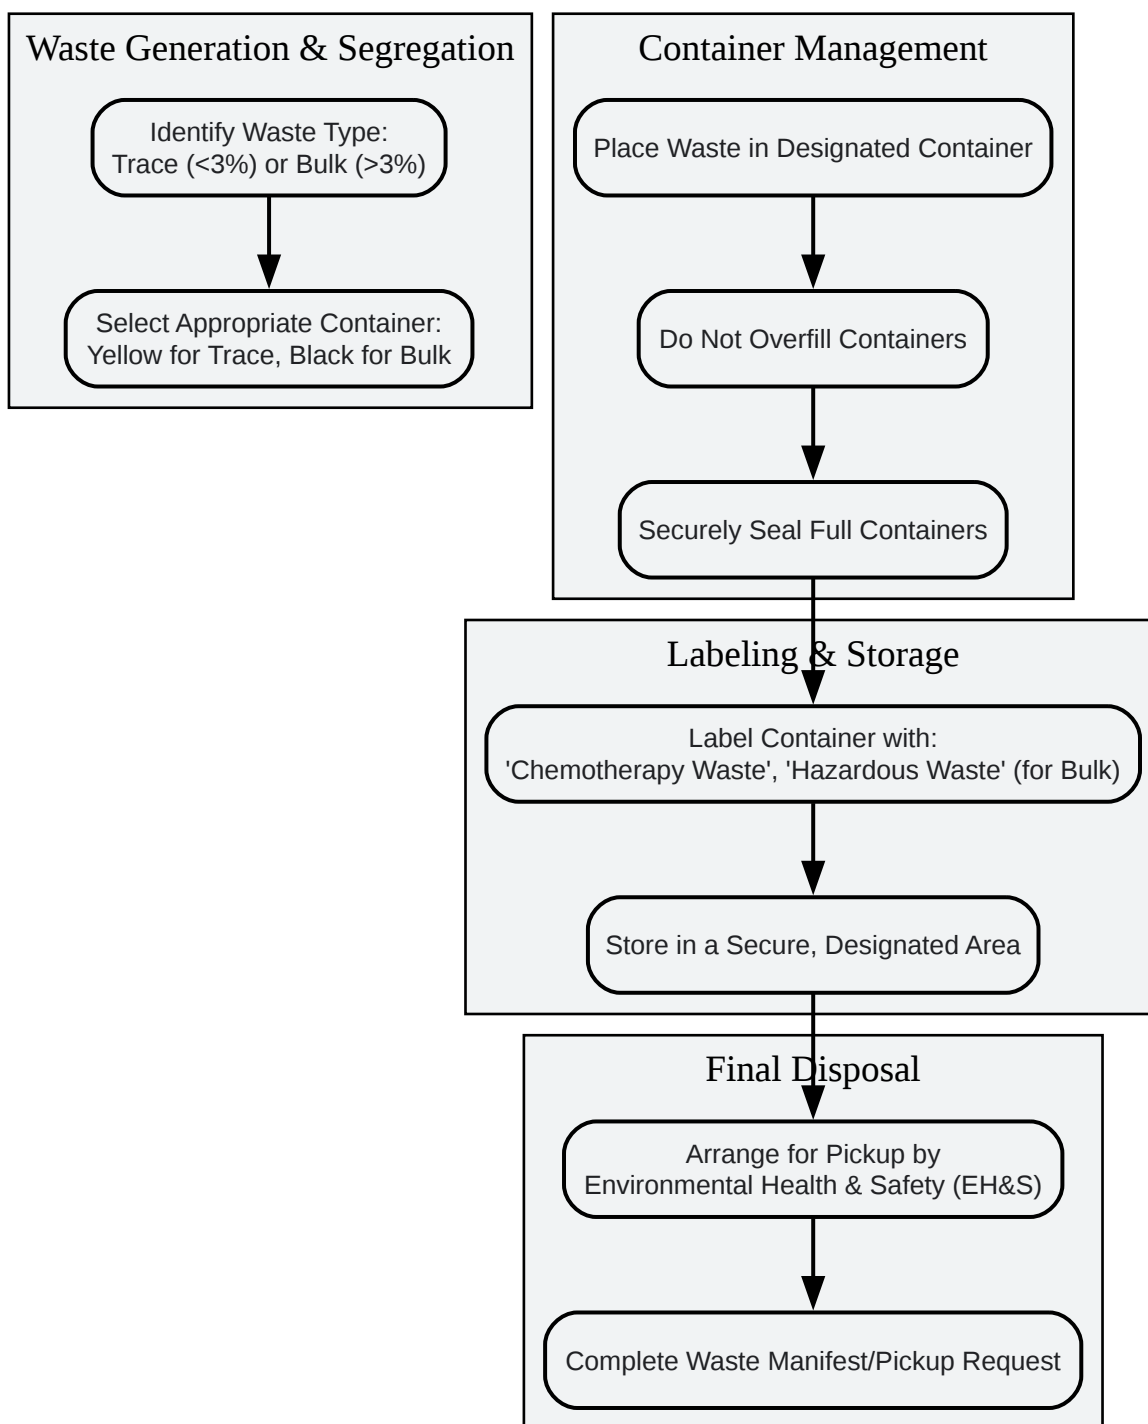 Waste Generation & Segregation
Identify Waste Type:
Trace (<3%) or Bulk (>3%)
Select Appropriate Container:
Yellow for Trace, Black for Bulk
Container Management
Place Waste in Designated Container
Do Not Overfill Containers
Securely Seal Full Containers
Labeling & Storage
Label Container with:
'Chemotherapy Waste', 'Hazardous Waste' (for Bulk)
Store in a Secure, Designated Area
Final Disposal
Arrange for Pickup by
Environmental Health & Safety (EH&S)
Complete Waste Manifest/Pickup Request